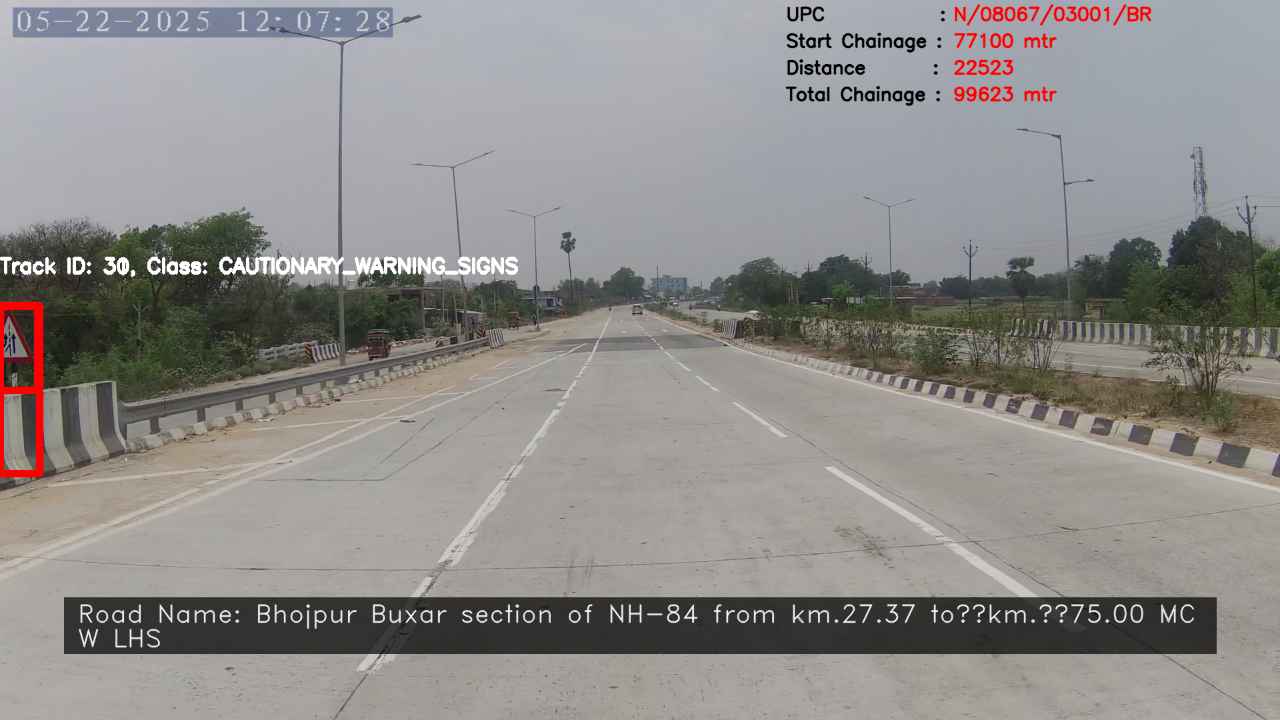 05-22-2025 12:07:28
UPC : N/08067/03001/BR
Start Chainage : 77100 mtr
Distance : 22523
Total Chainage : 99623 mtr
Track ID: 30, Class: CAUTIONARY_WARNING_SIGNS
Road Name: Bhojpur Buxar section of NH-84 from km.27.37 to??km.??75.00 MC
W LHS